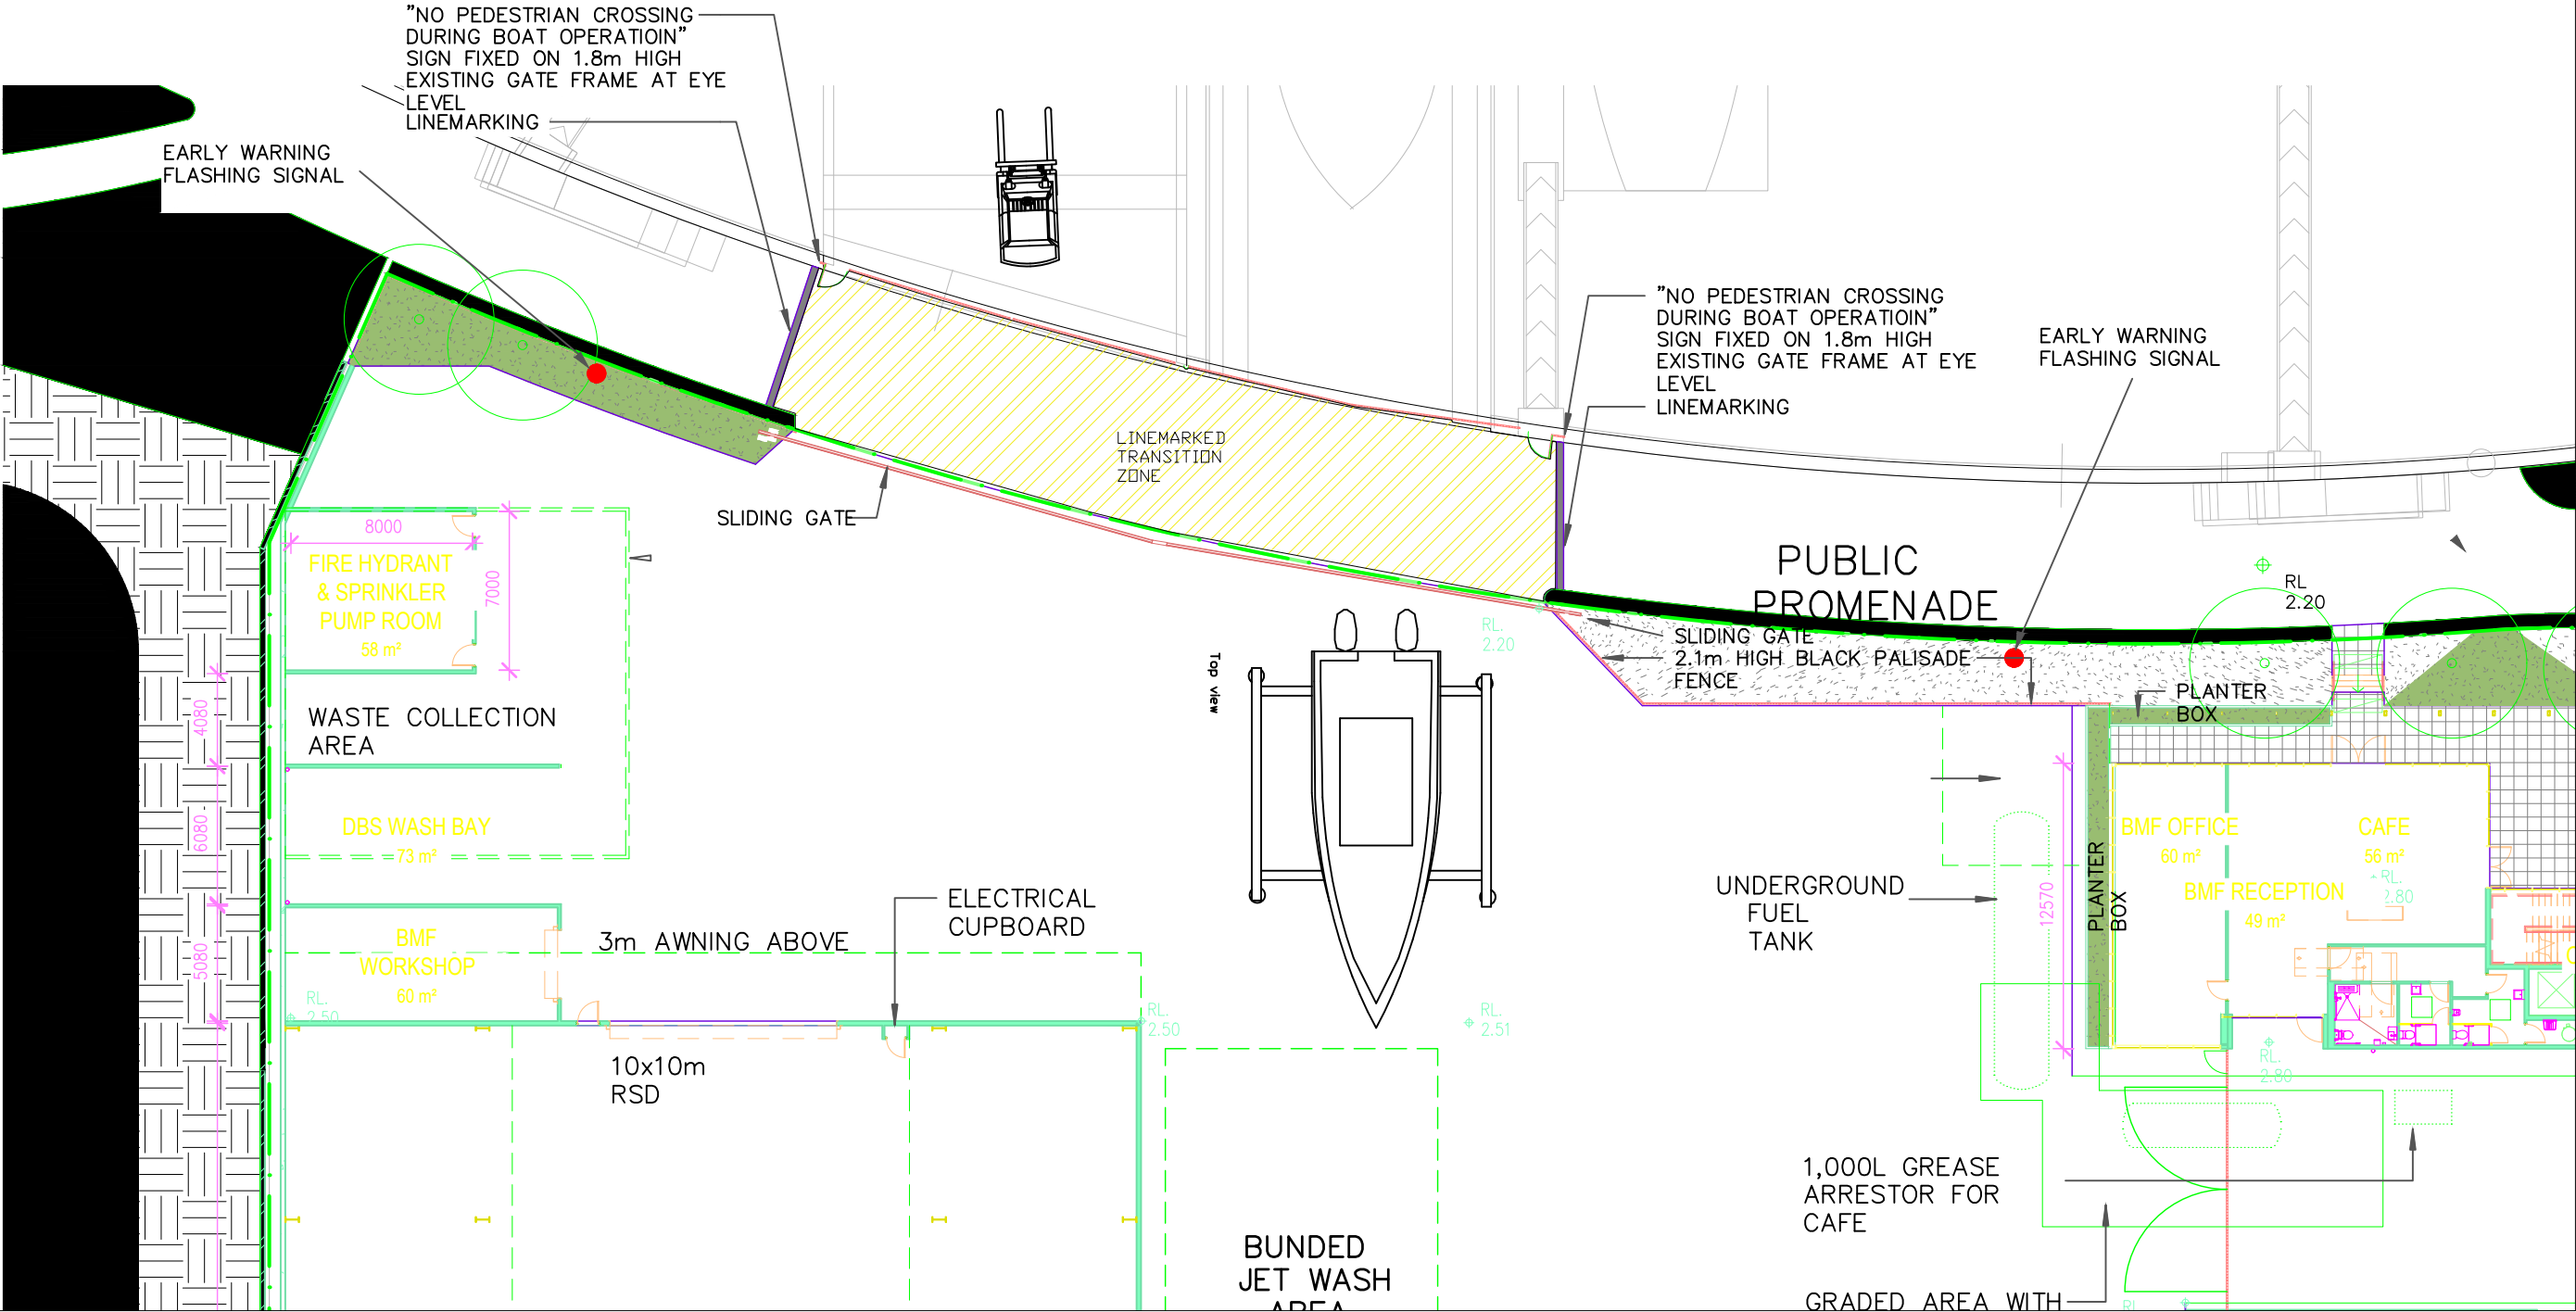 "NO PEDESTRIAN CROSSING
DURING BOAT OPERATIOIN"
SIGN FIXED ON 1.8m HIGH
EXISTING GATE FRAME AT EYE
LEVEL
LINEMARKING
EARLY WARNING
FLASHING SIGNAL
"NO PEDESTRIAN CROSSING
DURING BOAT OPERATIOIN"
SIGN FIXED ON 1.8m HIGH
EXISTING GATE FRAME AT EYE
LEVEL
LINEMARKING
EARLY WARNING
FLASHING SIGNAL
LINEMARKED
TRANSITION
ZONE
SLIDING GATE
8000
FIRE HYDRANT
& SPRINKLER
PUMP ROOM
58 m²
7000
PUBLIC
PROMENADE
RL
2.20
RL.
2.20
SLIDING GATE
2.1m HIGH BLACK PALISADE
FENCE
Top view
PLANTER
BOX
4080
WASTE COLLECTION
AREA
6080
DBS WASH BAY
73 m²
BMF OFFICE
60 m²
CAFE
56 m²
RL.
2.80
PLANTER
BOX
12570
BMF RECEPTION
49 m²
UNDERGROUND
FUEL
TANK
ELECTRICAL
CUPBOARD
5080
BMF
WORKSHOP
60 m²
3m AWNING ABOVE
RL.
2.50
RL.
2.50
RL.
2.51
RL.
2.80
10x10m
RSD
1,000L GREASE
ARRESTOR FOR
CAFE
BUNDED
JET WASH
AREA
GRADED AREA WITH
RL